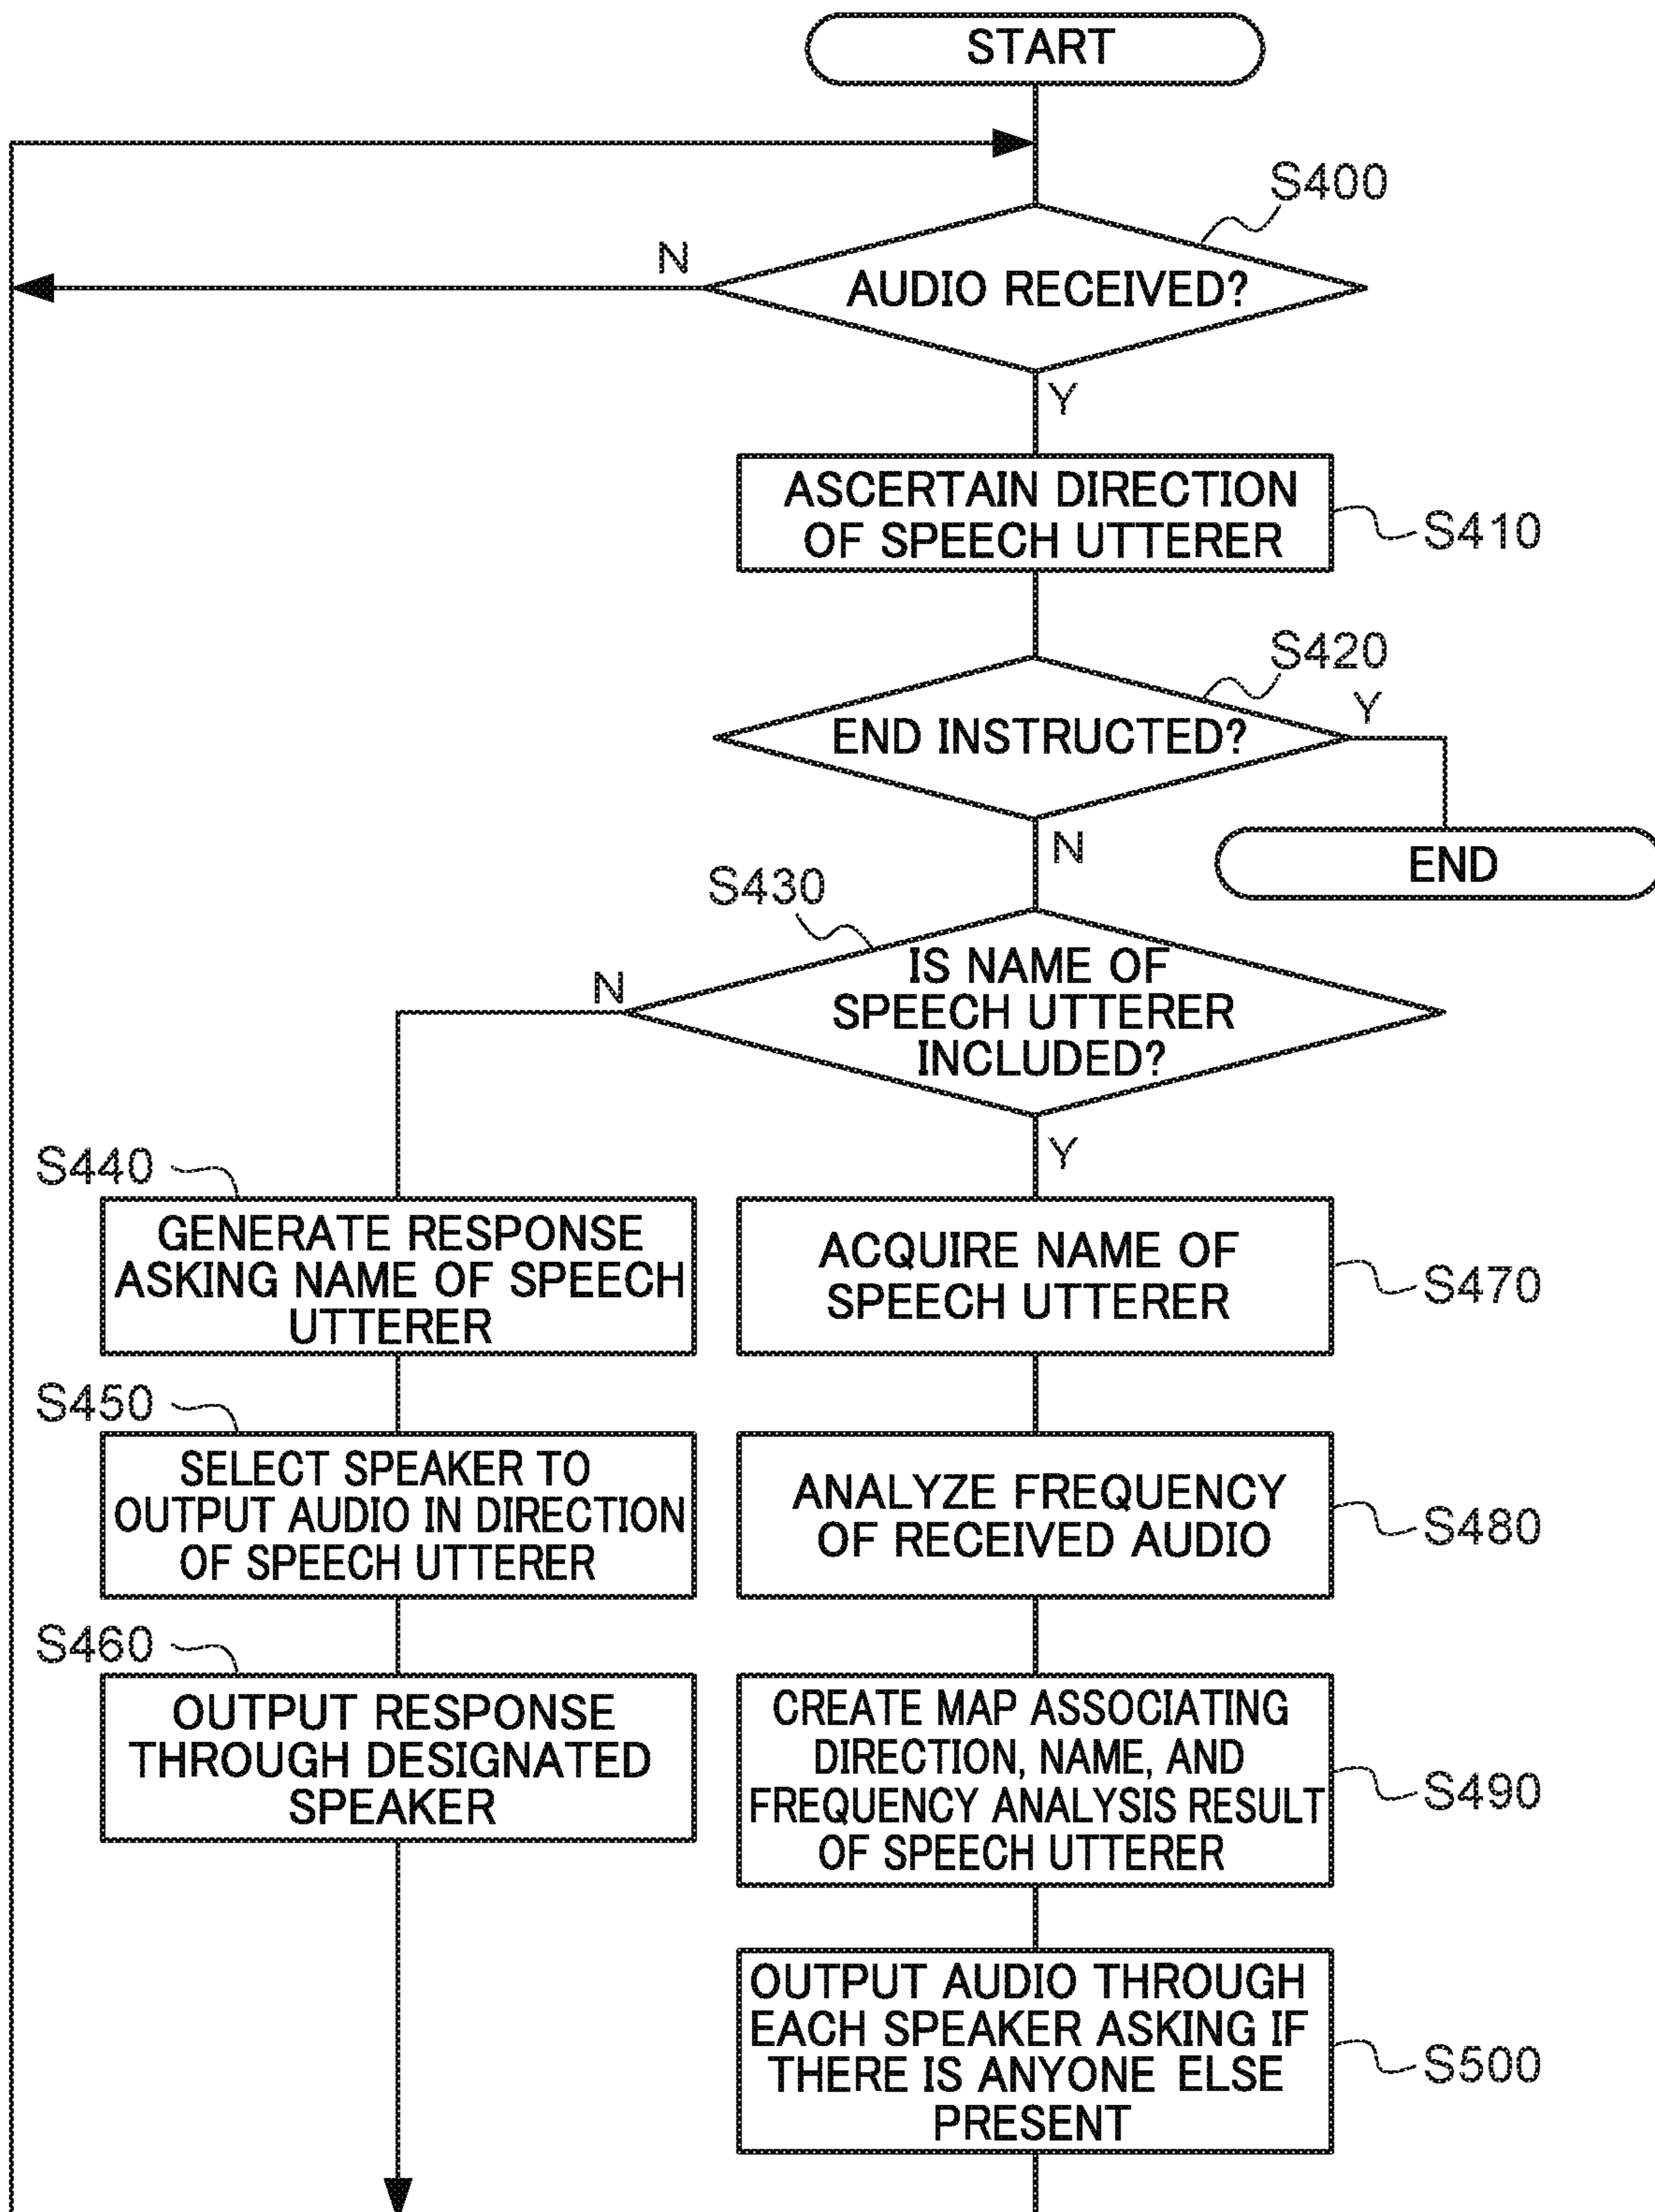 START
S400
N
AUDIO RECEIVED?
Y
ASCERTAIN DIRECTION
OF SPEECH UTTERER
S410
S420
Y
END INSTRUCTED?
N
END
S430
N
IS NAME OF
SPEECH UTTERER
INCLUDED?
Y
S440
GENERATE RESPONSE
ASKING NAME OF SPEECH
UTTERER
ACQUIRE NAME OF
SPEECH UTTERER
S470
S450
SELECT SPEAKER TO
OUTPUT AUDIO IN DIRECTION
OF SPEECH UTTERER
ANALYZE FREQUENCY
OF RECEIVED AUDIO
S480
S460
OUTPUT RESPONSE
THROUGH DESIGNATED
SPEAKER
CREATE MAP ASSOCIATING
DIRECTION, NAME, AND
FREQUENCY ANALYSIS RESULT
OF SPEECH UTTERER
S490
OUTPUT AUDIO THROUGH
EACH SPEAKER ASKING IF
THERE IS ANYONE ELSE
PRESENT
S500